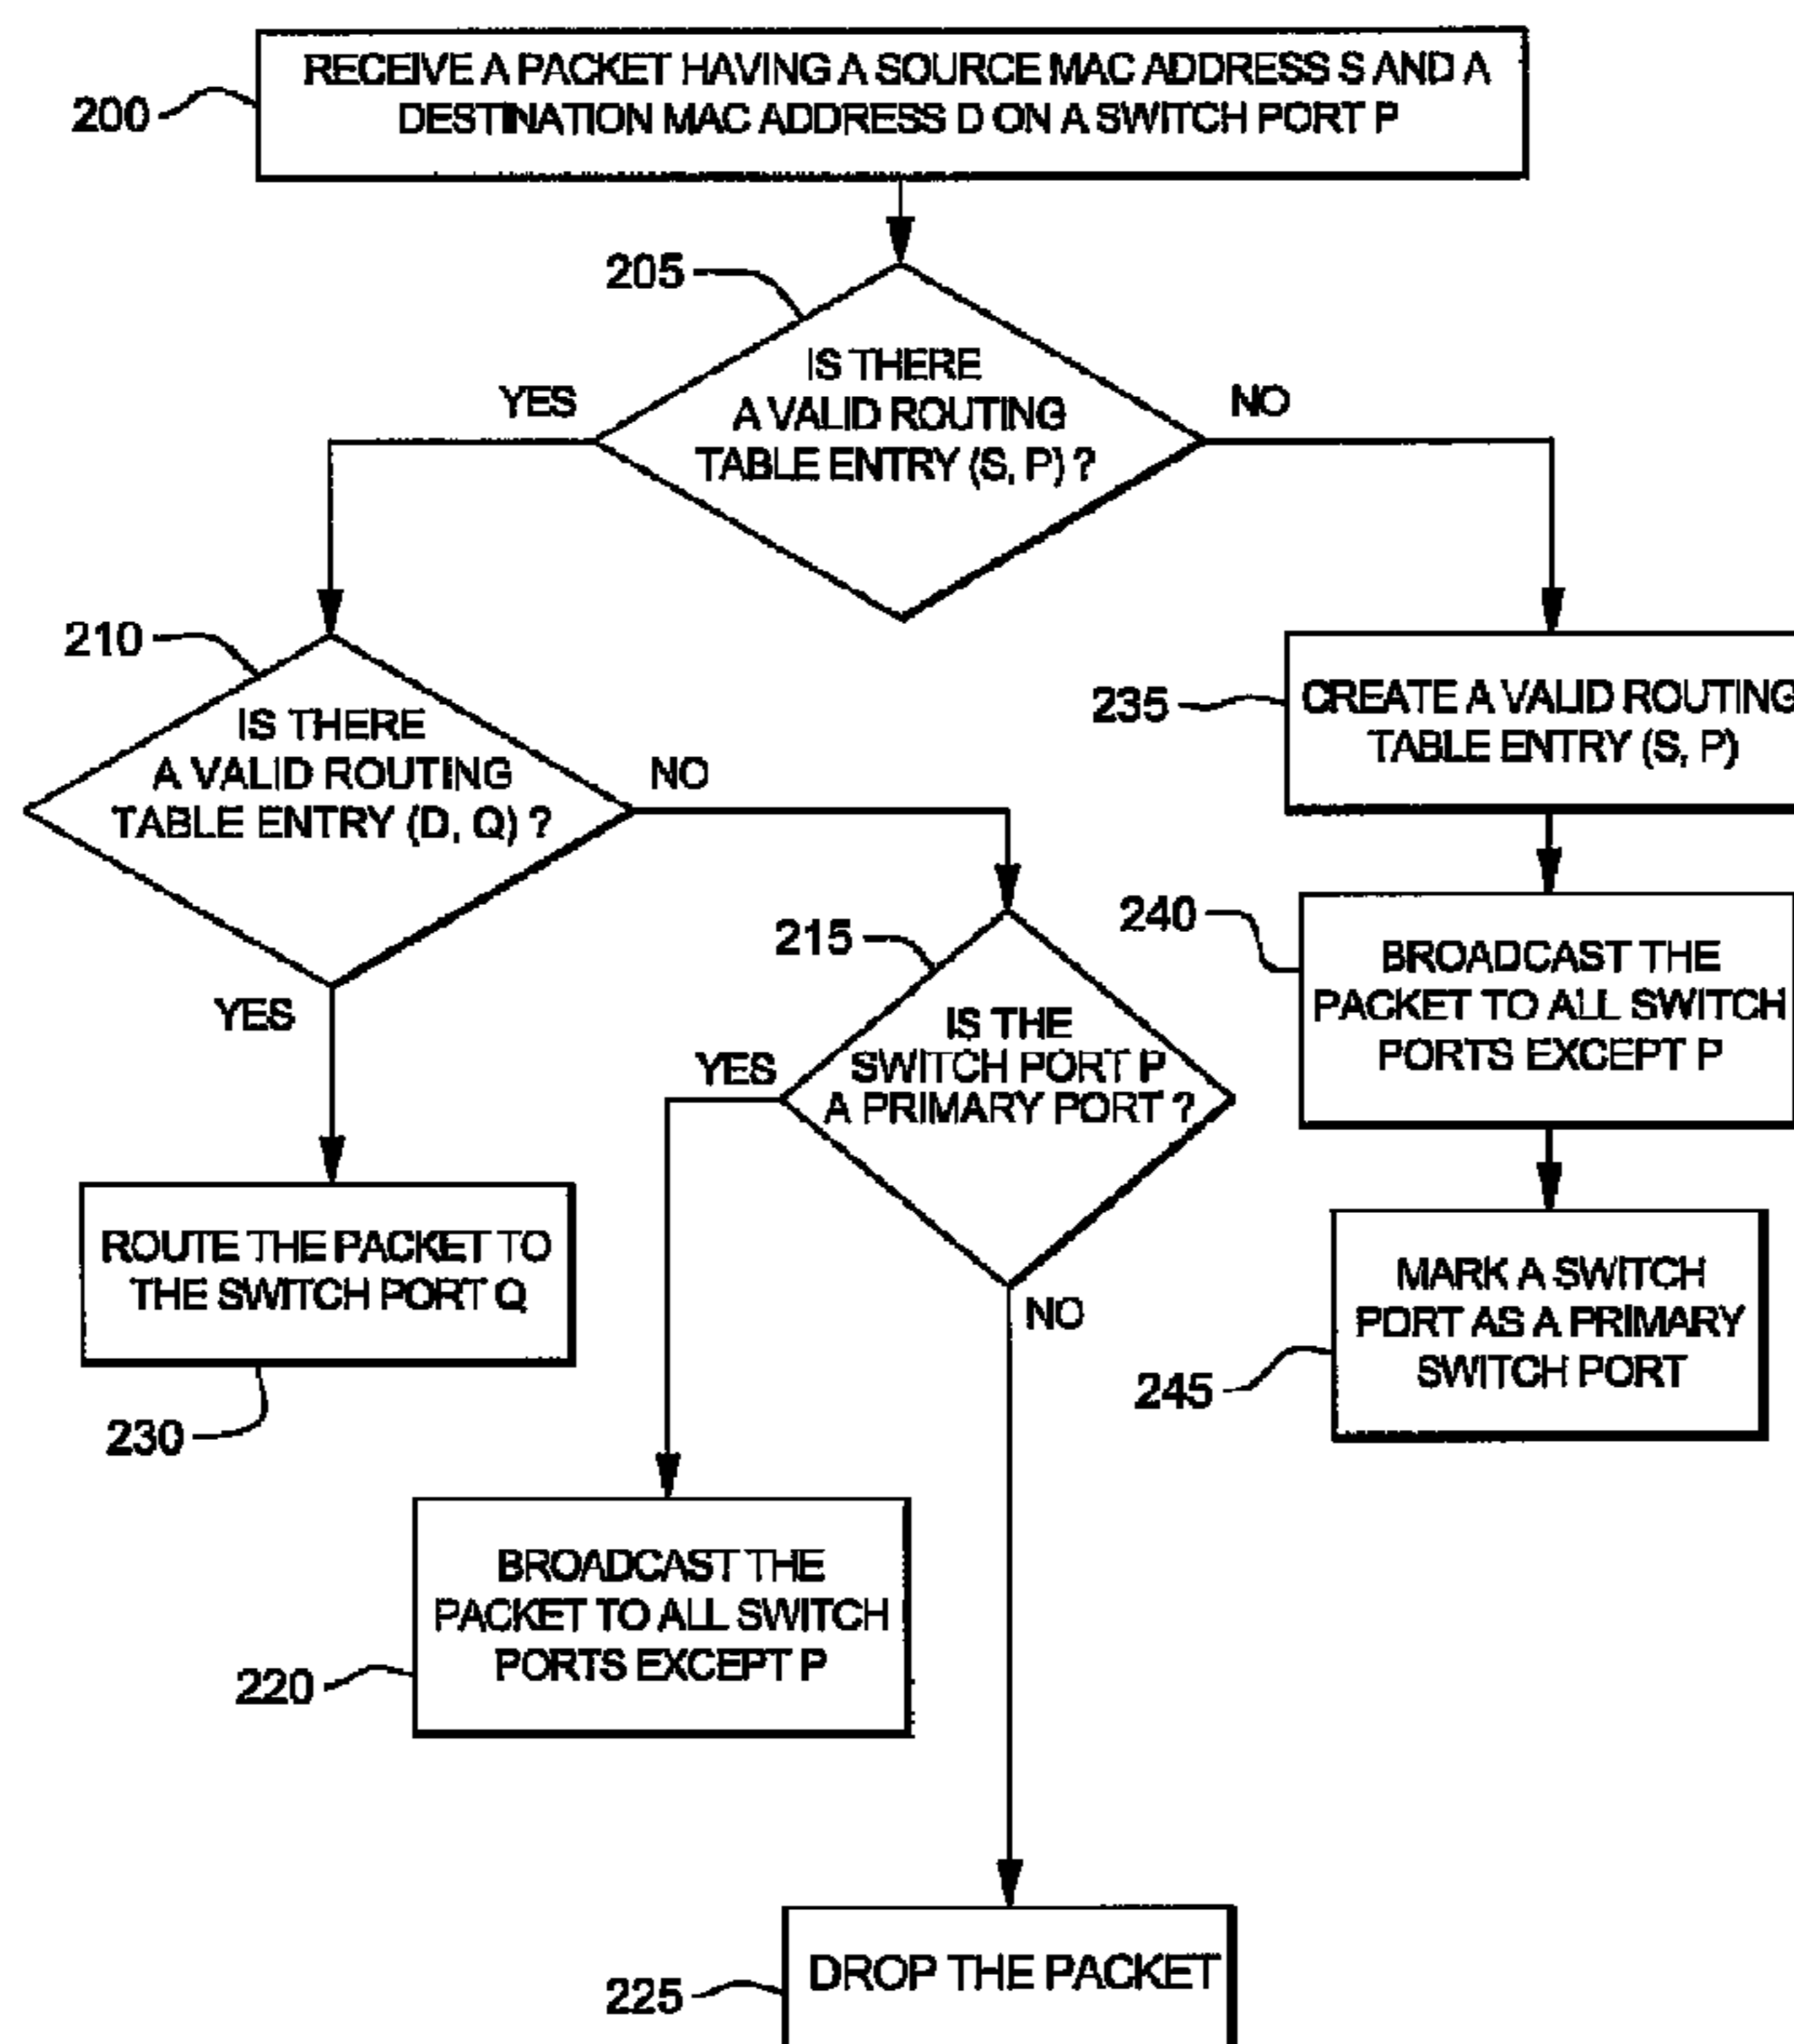 RECEIVE A PACKET HAVING A SOURCE MAC ADDRESS S AND A
DESTINATION MAC ADDRESS D ON A SWITCH PORT P
200
205
IS THERE
A VALID ROUTING
TABLE ENTRY (S, P) ?
YES
NO
210
IS THERE
A VALID ROUTING
TABLE ENTRY (D, Q) ?
NO
YES
235
CREATE A VALID ROUTING
TABLE ENTRY (S, P)
215
IS THE
SWITCH PORT P
A PRIMARY PORT ?
YES
NO
240
BROADCAST THE
PACKET TO ALL SWITCH
PORTS EXCEPT P
ROUTE THE PACKET TO
THE SWITCH PORT Q
230
MARK A SWITCH
PORT AS A PRIMARY
SWITCH PORT
245
BROADCAST THE
PACKET TO ALL SWITCH
PORTS EXCEPT P
220
DROP THE PACKET
225